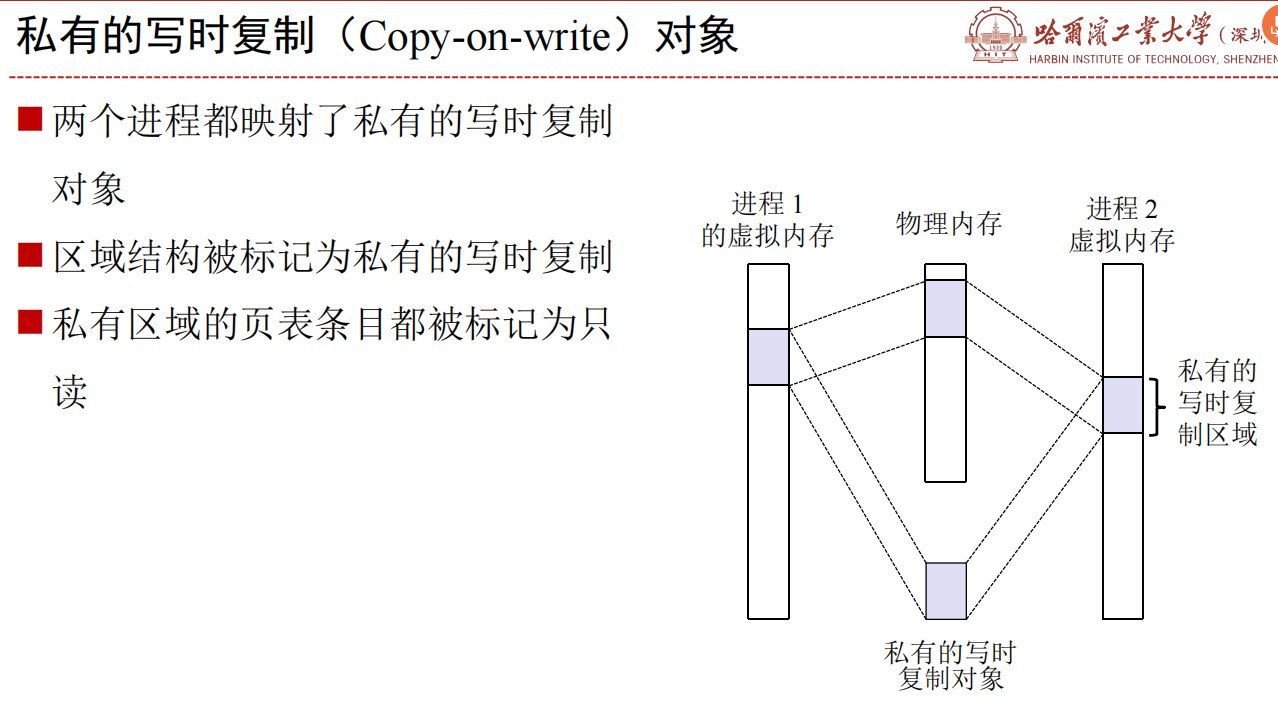 私有的写时复制（Copy-on-write）对象
哈爾濱工業大學（深圳
HARBIN INSTITUTE OF TECHNOLOGY, SHENZHEN
1920
HIT
两个进程都映射了私有的写时复制
对象
区域结构被标记为私有的写时复制
私有区域的页表条目都被标记为只
读
进程 1
的虚拟内存
物理内存
进程 2
虚拟内存
私有的
写时复
制区域
私有的写时
复制对象